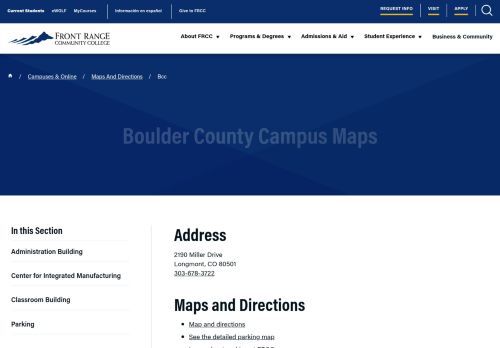 Current Students eWOLF MyCourses Información en español Give to FRCC REQUEST INFO VISIT APPLY
FRONT RANGE
COMMUNITY COLLEGE
About FRCC Programs & Degrees Admissions & Aid Student Experience Business & Community
/ Campuses & Online / Maps And Directions / Bcc
Boulder County Campus Maps
In this Section
Administration Building
Center for Integrated Manufacturing
Classroom Building
Parking
Address
2190 Miller Drive
Longmont, CO 80501
303-678-3722
Maps and Directions
Map and directions
See the detailed parking map